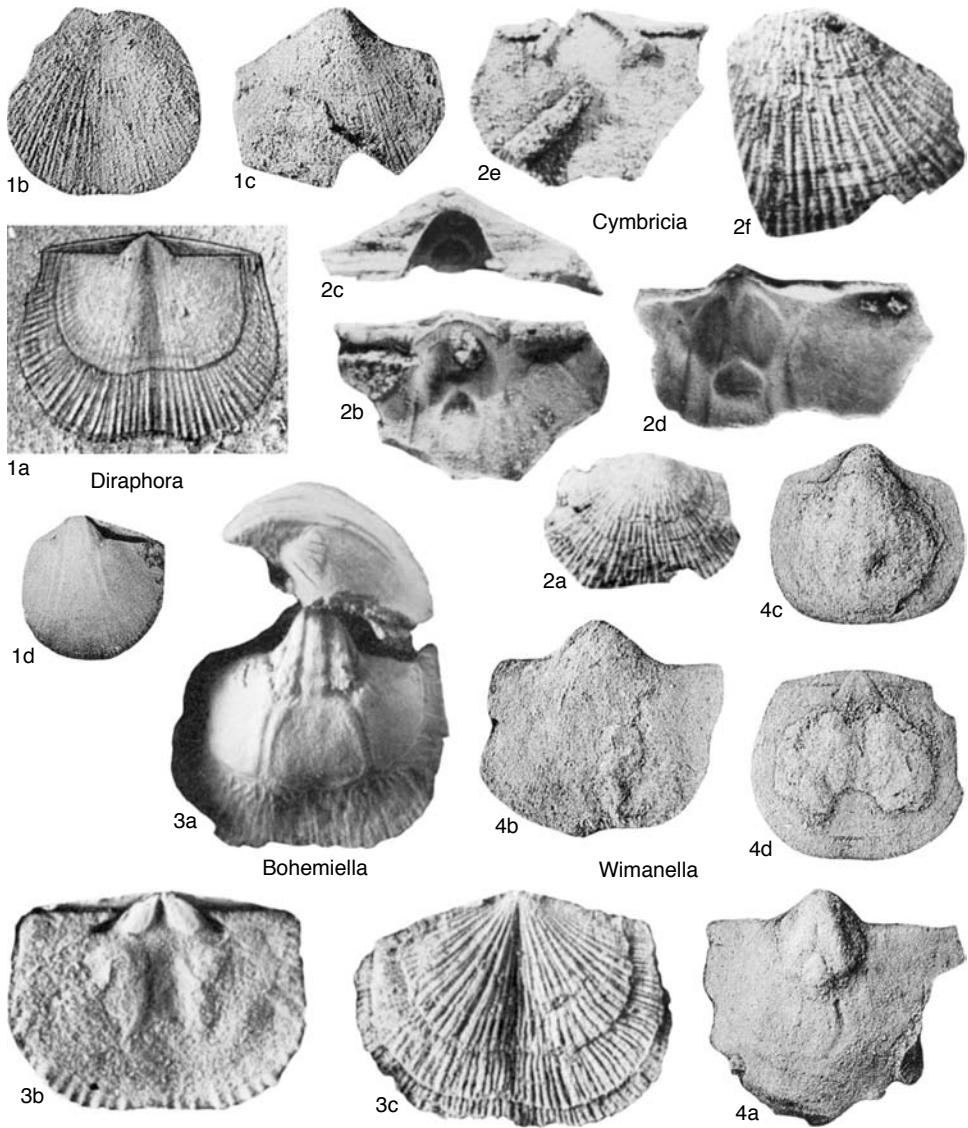 1b
1c
2e
Cymbricia
2f
2c
1a
2b
2d
Diraphora
2a
4c
1d
3a
4b
4d
Bohemiella
Wimanella
3b
3c
4a